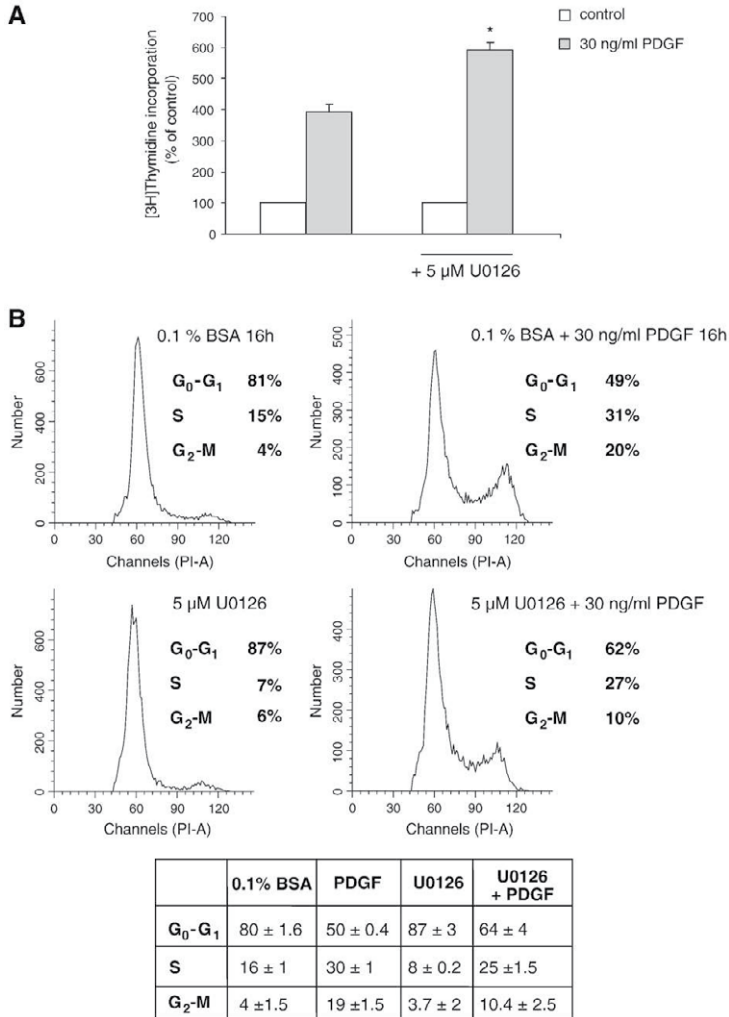 A
[3H]Thymidine incorporation
(% of control)
700
600
500
400
300
200
100
0
*
control
30 ng/ml PDGF
+ 5 µM U0126
B
0.1 % BSA 16h
G0-G1 81%
S 15%
G2-M 4%
Number
600
400
200
0
0 30 60 90 120
Channels (PI-A)
0.1 % BSA + 30 ng/ml PDGF 16h
G0-G1 49%
S 31%
G2-M 20%
Number
500
400
300
200
100
0
0 30 60 90 120
Channels (PI-A)
5 µM U0126
G0-G1 87%
S 7%
G2-M 6%
Number
600
400
200
0
0 30 60 90 120
Channels (PI-A)
5 µM U0126 + 30 ng/ml PDGF
G0-G1 62%
S 27%
G2-M 10%
Number
400
300
200
100
0
0 30 60 90 120
Channels (PI-A)
0.1% BSA PDGF U0126 U0126 + PDGF
G0-G1 80 ± 1.6 50 ± 0.4 87 ± 3 64 ± 4
S 16 ± 1 30 ± 1 8 ± 0.2 25 ±1.5
G2-M 4 ±1.5 19 ±1.5 3.7 ± 2 10.4 ± 2.5